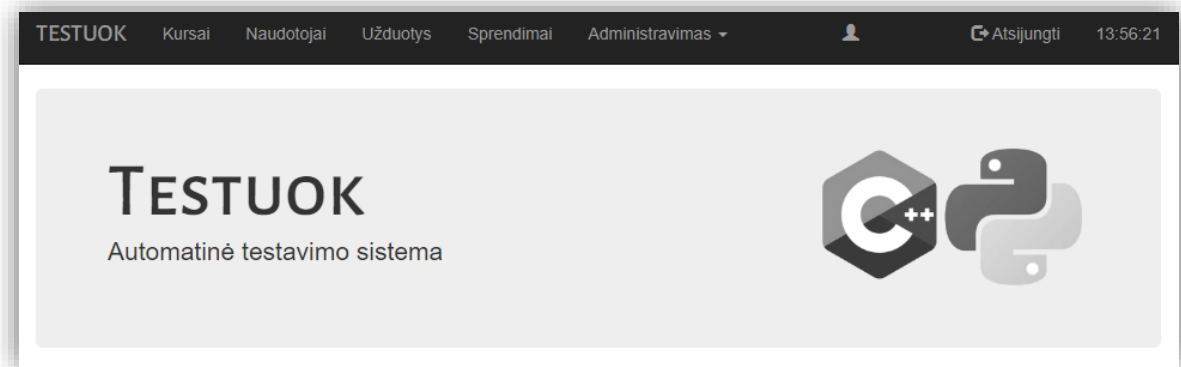 TESTUOK Kursai Naudotojai Užduotys Sprendimai Administravimas Atsijungti 13:56:21
TESTUOK
Automatinė testavimo sistema
C++